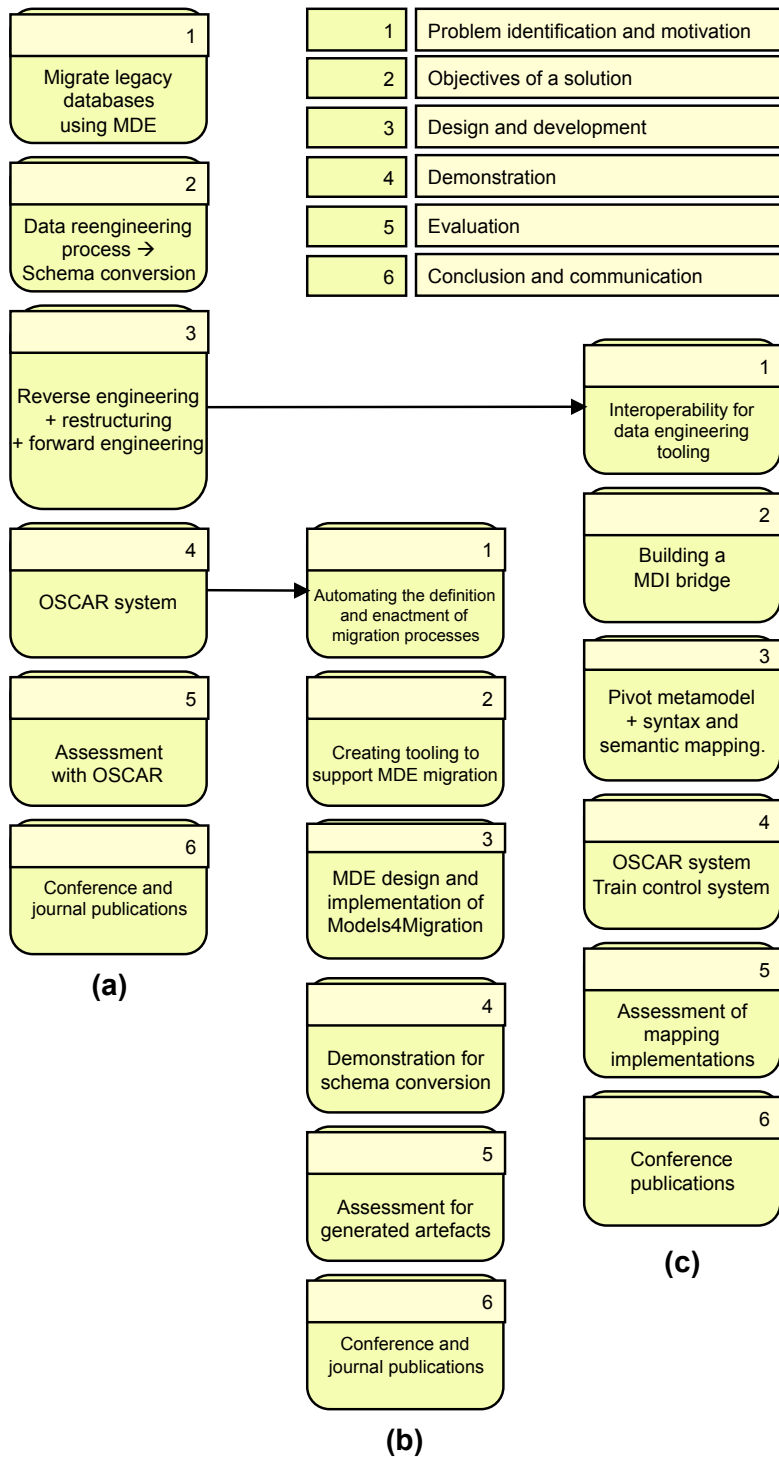 1
Migrate legacy
databases
using MDE
2
Data reengineering
process →
Schema conversion
3
Reverse engineering
+ restructuring
+ forward engineering
4
OSCAR system
5
Assessment
with OSCAR
6
Conference and
journal publications
(a)
1 Problem identification and motivation
2 Objectives of a solution
3 Design and development
4 Demonstration
5 Evaluation
6 Conclusion and communication
1
Automating the definition
and enactment of
migration processes
2
Creating tooling to
support MDE migration
3
MDE design and
implementation of
Models4Migration
4
Demonstration for
schema conversion
5
Assessment for
generated artefacts
6
Conference and
journal publications
(b)
1
Interoperability for
data engineering
tooling
2
Building a
MDI bridge
3
Pivot metamodel
+ syntax and
semantic mapping.
4
OSCAR system
Train control system
5
Assessment of
mapping
implementations
6
Conference
publications
(c)